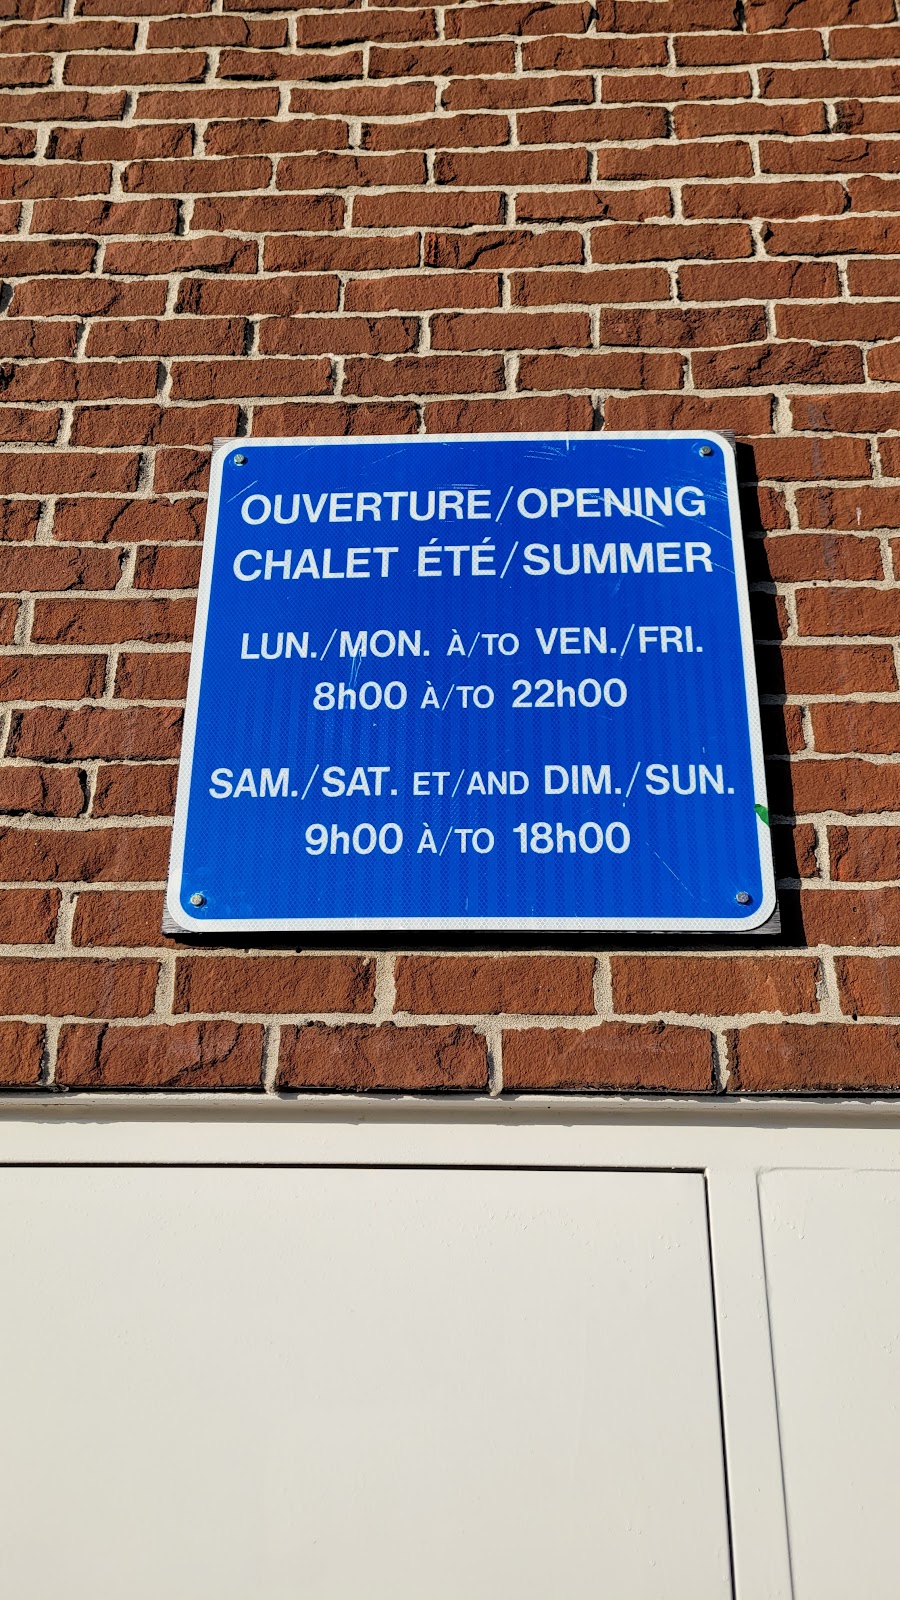 OUVERTURE/OPENING
CHALET ÉTÉ/SUMMER
LUN./MON. À/TO VEN./FRI.
8h00 À/TO 22h00
SAM./SAT. ET/AND DIM./SUN.
9h00 À/TO 18h00